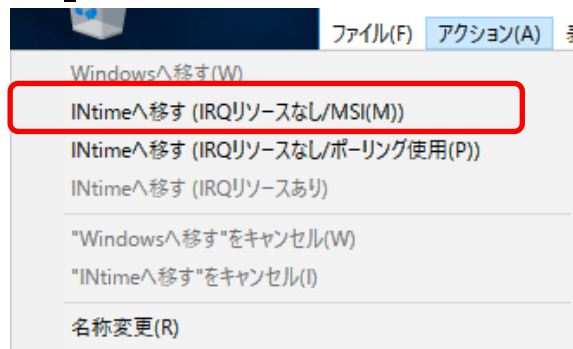 ファイル(F) アクション(A)
Windowsへ移す(W)
INtimeへ移す (IRQリソースなし/MSI(M))
INtimeへ移す (IRQリソースなし/ポーリング使用(P))
INtimeへ移す (IRQリソースあり)
"Windowsへ移す"をキャンセル(W)
"INtimeへ移す"をキャンセル(I)
名称変更(R)